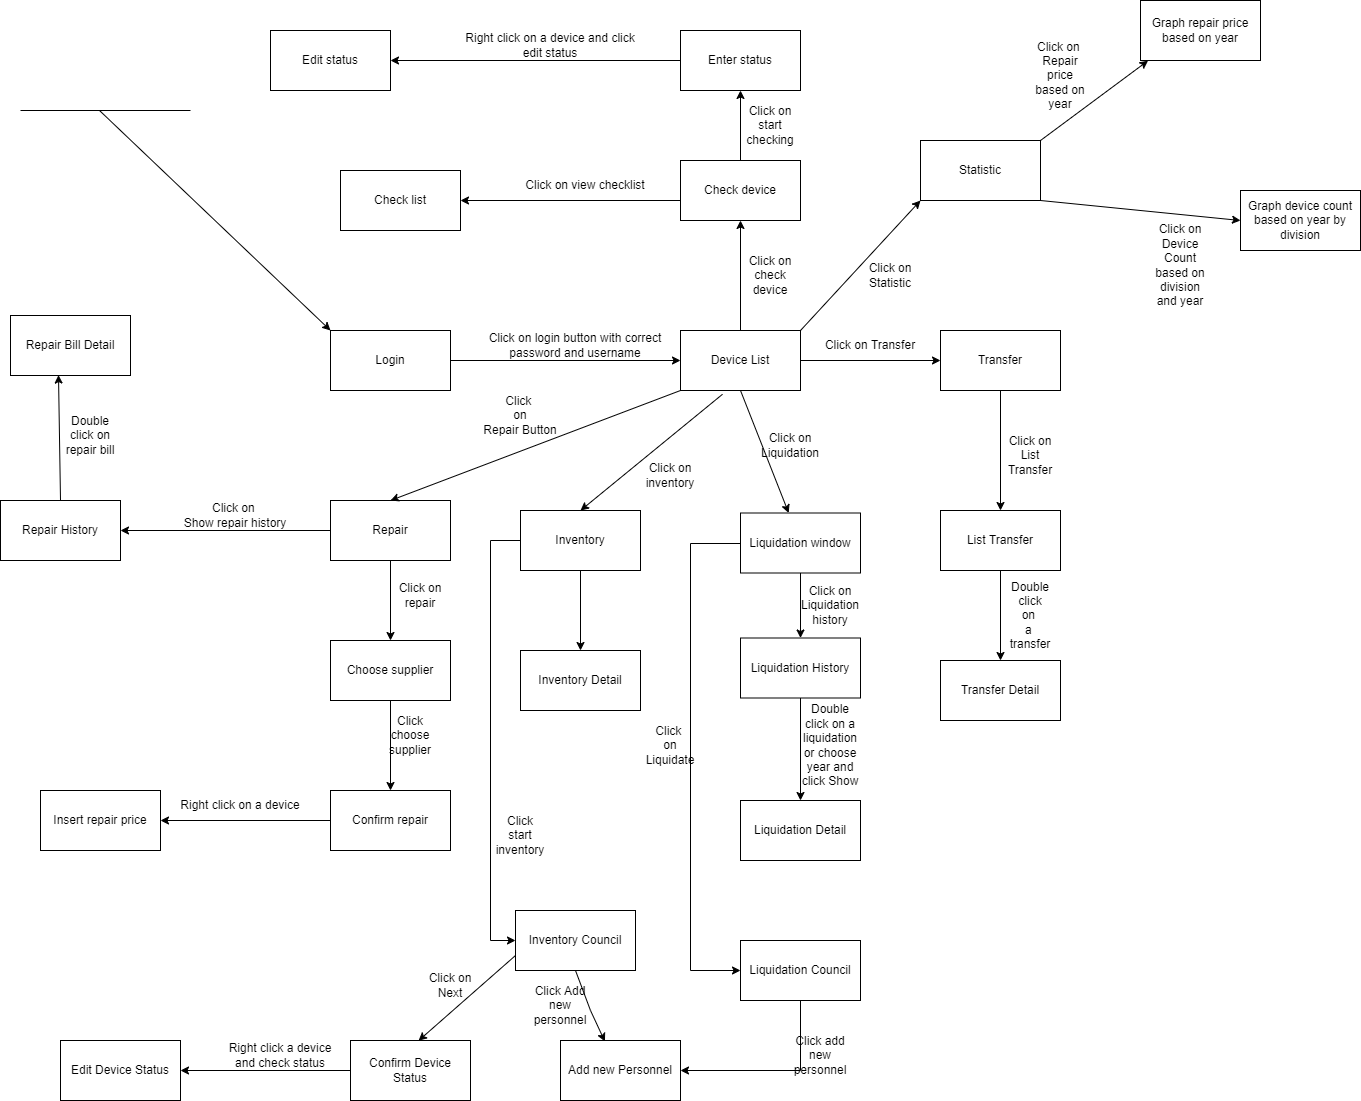 Graph repair price
based on year
Right click on a device and click
edit status
Edit status
Enter status
Click on
Repair
price
based on
year
Click on
start
checking
Statistic
Click on view checklist
Check list
Check device
Graph device count
based on year by
division
Click on
Device
Count
based on
division
and year
Click on
check
device
Click on
Statistic
Repair Bill Detail
Login
Click on login button with correct
password and username
Device List
Click on Transfer
Transfer
Double
click on
repair bill
Click
on
Repair Button
Click on
inventory
Click on
Liquidation
Click on
List
Transfer
Repair History
Click on
Show repair history
Repair
Inventory
Liquidation window
List Transfer
Click on
repair
Click on
Liquidation
history
Double
click
on
a
transfer
Choose supplier
Inventory Detail
Liquidation History
Transfer Detail
Click
choose
supplier
Click
on
Liquidate
Double
click on a
liquidation
or choose
year and
click Show
Insert repair price
Right click on a device
Confirm repair
Click
start
inventory
Liquidation Detail
Inventory Council
Liquidation Council
Click on
Next
Click Add
new
personnel
Click add
new
personnel
Edit Device Status
Right click a device
and check status
Confirm Device
Status
Add new Personnel